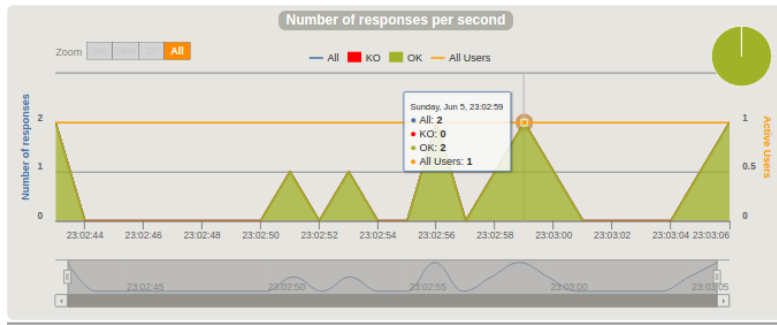 Number of responses per second
Zoom All
All KO OK All Users
Number of responses
2
1
0
Sunday, Jun 5, 23:02:59
All: 2
KO: 0
OK: 2
All Users: 1
1
0.5
0
Active Users
23:02:44 23:02:46 23:02:48 23:02:50 23:02:52 23:02:54 23:02:56 23:02:58 23:03:00 23:03:02 23:03:04 23:03:06
23:02:45 23:02:50 23:02:55 23:03:00 23:03:05